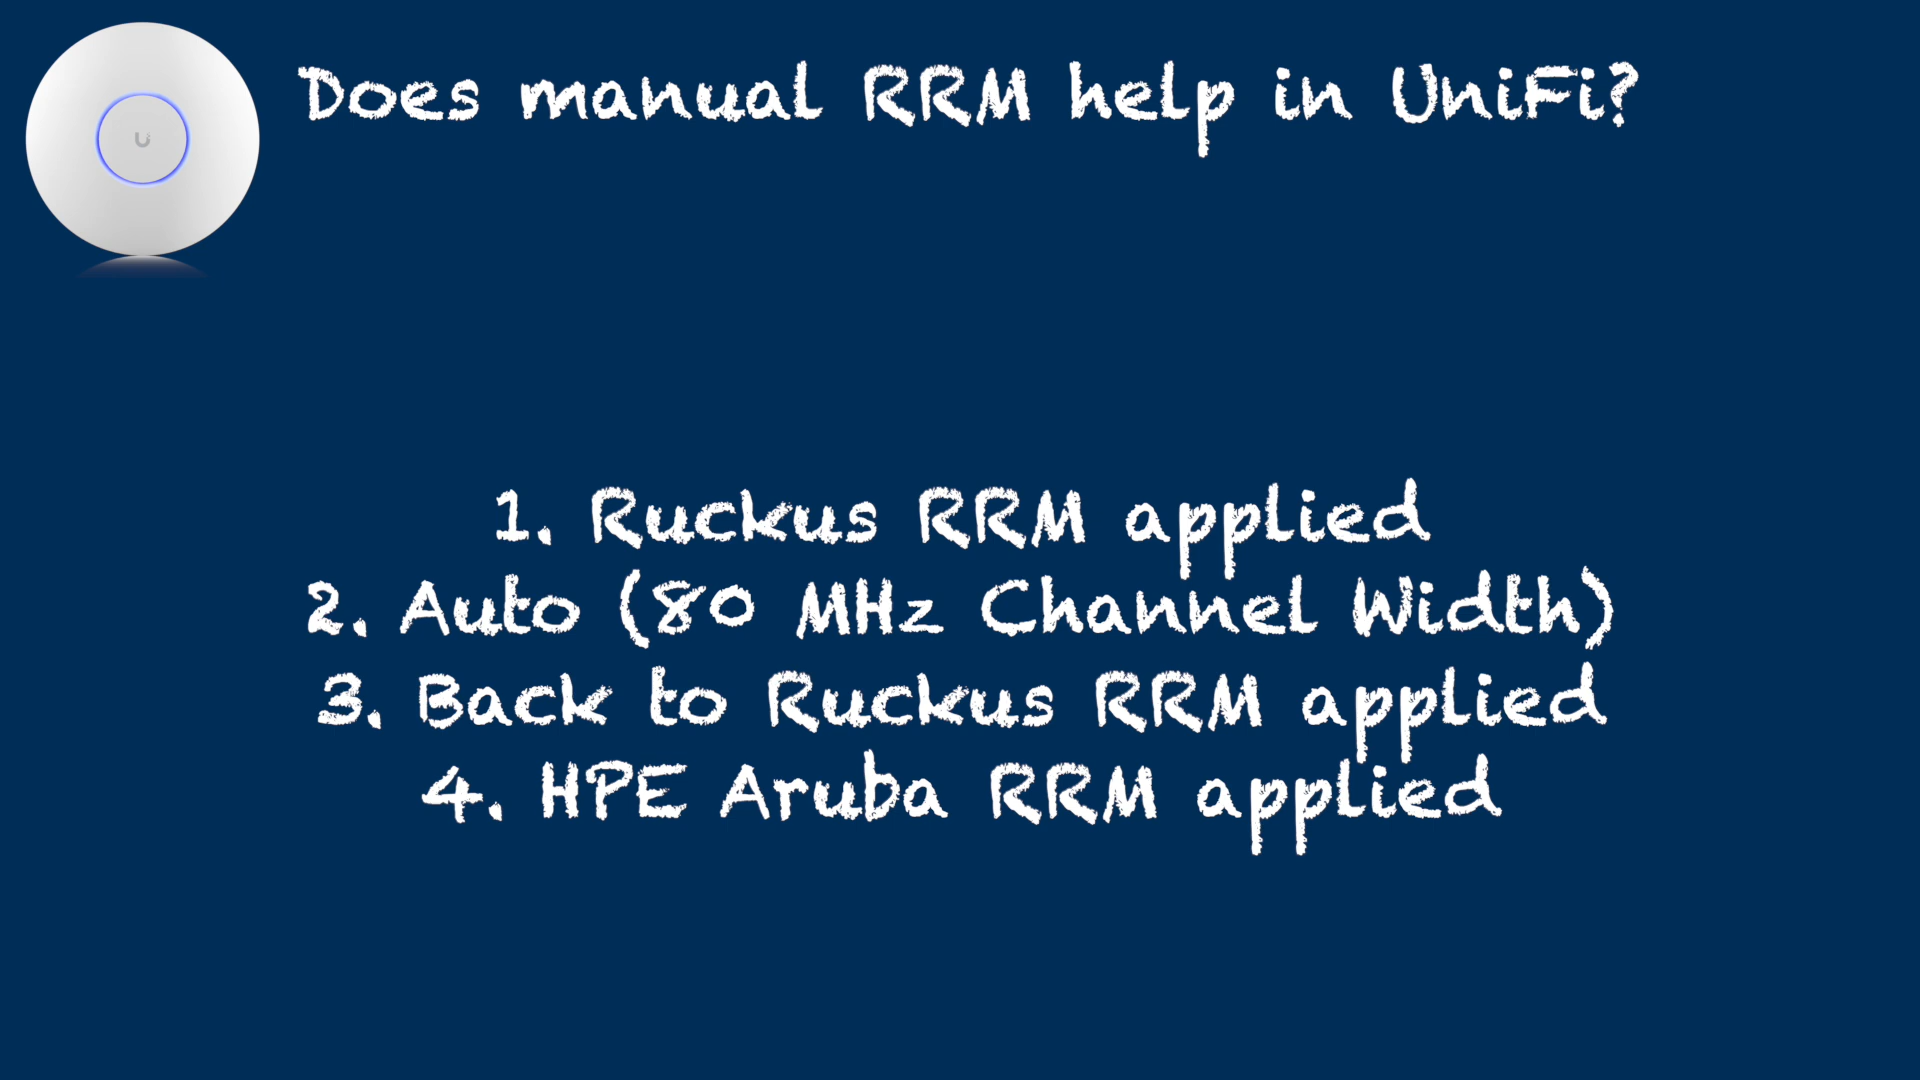 Does manual RRM help in UniFi?
1. Ruckus RRM applied
2. Auto (80 MHz Channel Width)
3. Back to Ruckus RRM applied
4. HPE Aruba RRM applied